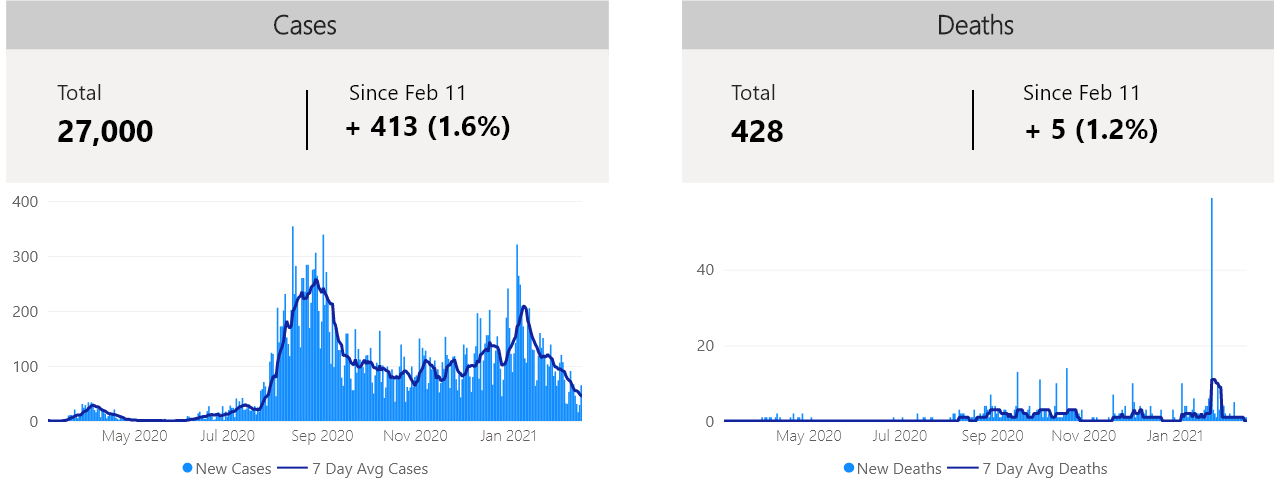 Cases
Total
27,000
Since Feb 11
+ 413 (1.6%)
400
300
200
100
0
May 2020 Jul 2020 Sep 2020 Nov 2020 Jan 2021
New Cases 7 Day Avg Cases
Deaths
Total
428
Since Feb 11
+ 5 (1.2%)
40
20
0
May 2020 Jul 2020 Sep 2020 Nov 2020 Jan 2021
New Deaths 7 Day Avg Deaths